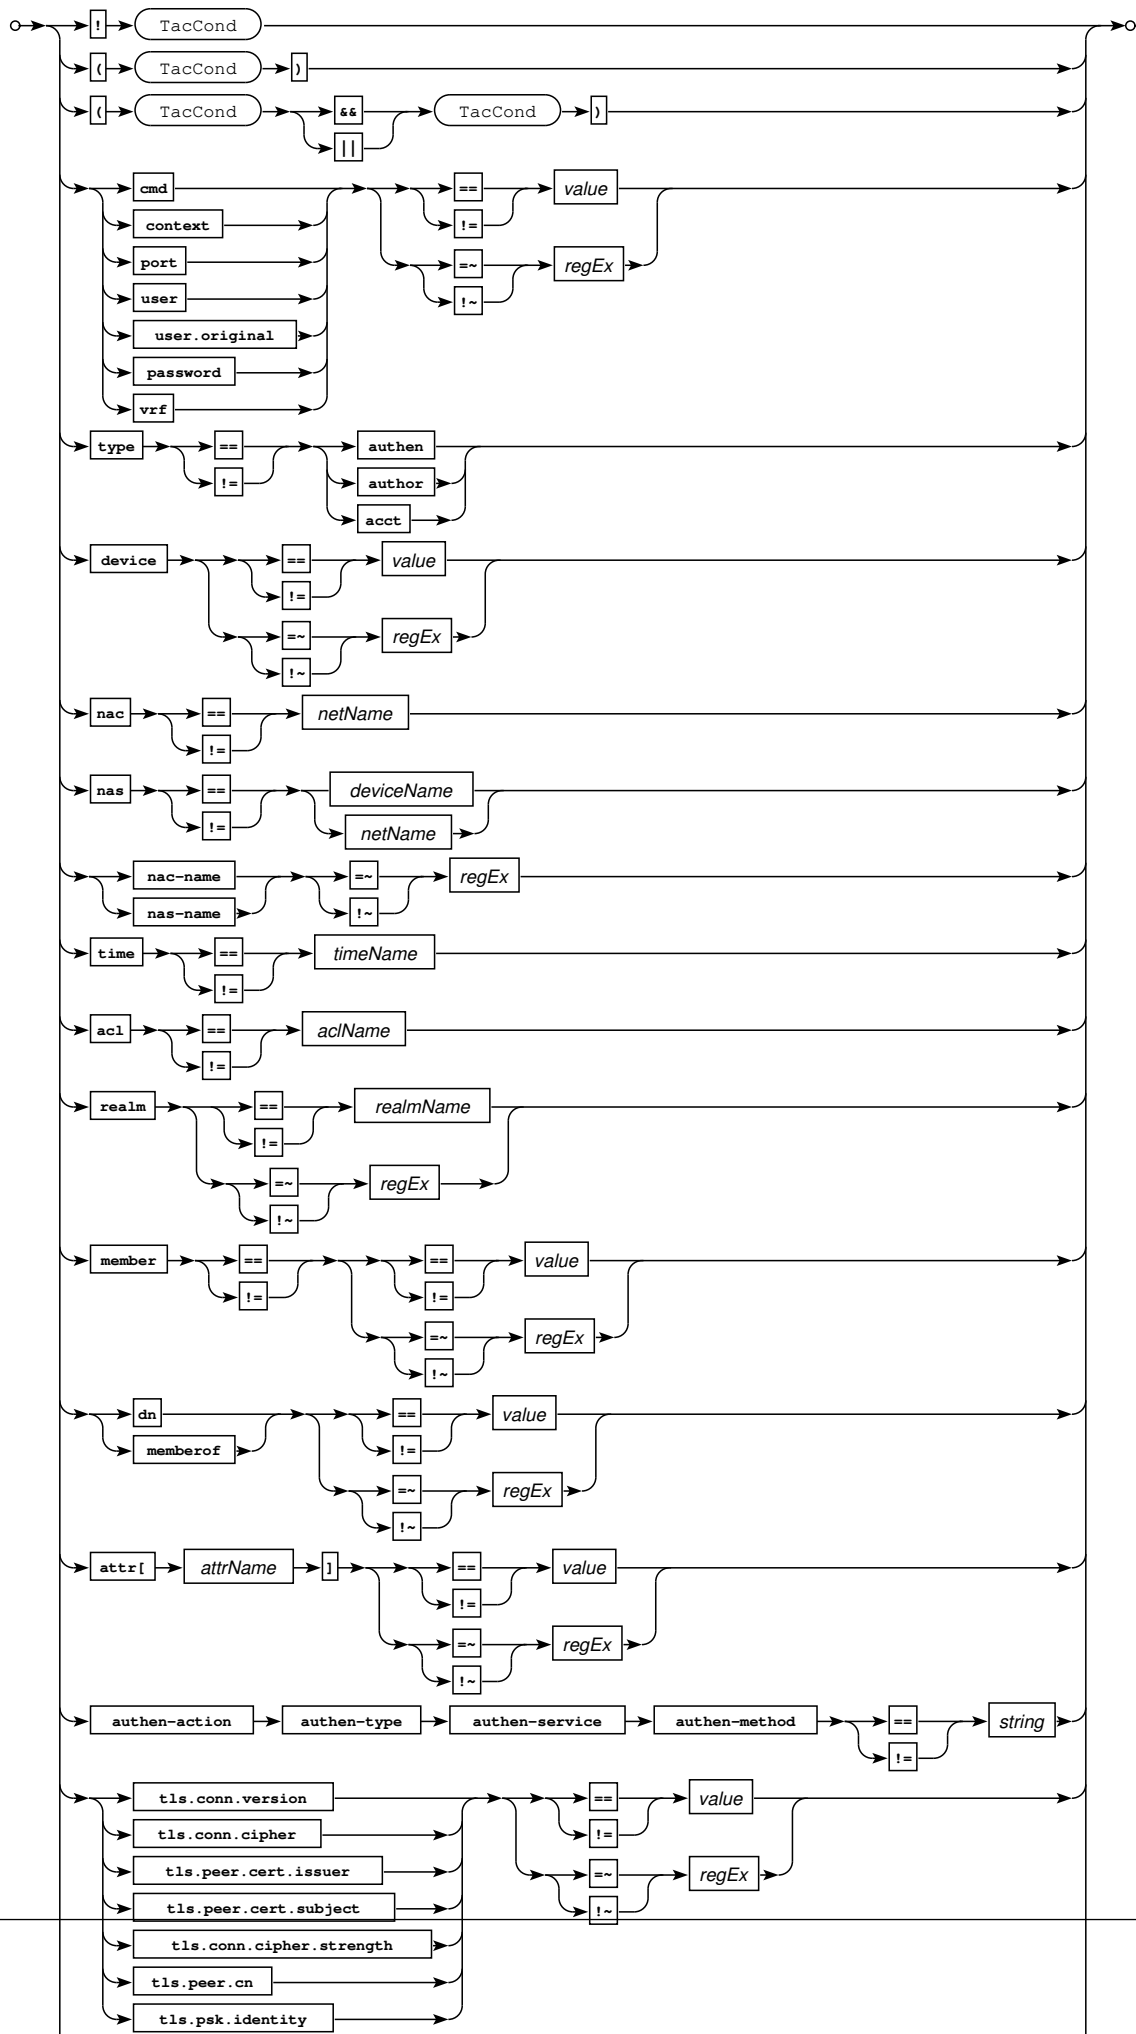 ! TacCond
( TacCond )
( TacCond && TacCond )
||
cmd == value
context !=
port =~ regEx
user !~
user.original
password
vrf
type == authen
!= author
acct
device == value
!=
=~ regEx
!~
nac == netName
!=
nas == deviceName
!= netName
nac-name =~ regEx
nas-name !~
time == timeName
!=
acl == aclName
!=
realm == realmName
!=
=~ regEx
!~
member == == value
!= !=
=~ regEx
!~
dn == value
memberof !=
=~ regEx
!~
attr[ attrName ] == value
!=
=~ regEx
!~
authen-action authen-type authen-service authen-method == string
!=
tls.conn.version == value
tls.conn.cipher !=
tls.peer.cert.issuer =~ regEx
tls.peer.cert.subject !~
tls.conn.cipher.strength
tls.peer.cn
tls.psk.identity